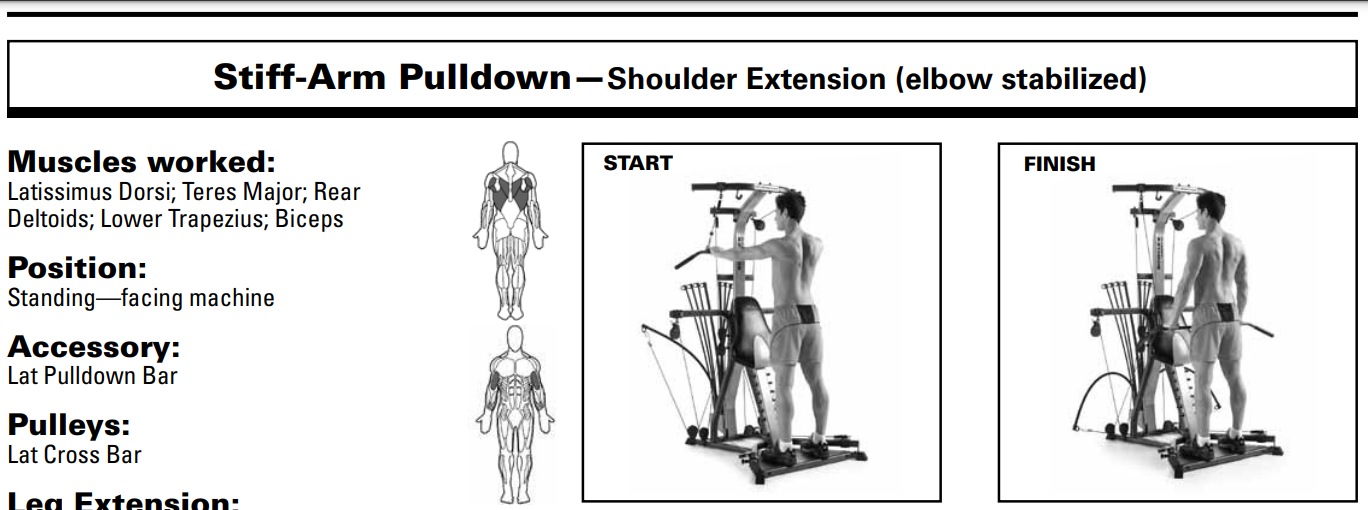 Stiff-Arm Pulldown—Shoulder Extension (elbow stabilized)
Muscles worked:
Latissimus Dorsi; Teres Major; Rear
Deltoids; Lower Trapezius; Biceps
Position:
Standing—facing machine
Accessory:
Lat Pulldown Bar
Pulleys:
Lat Cross Bar
Leg Extension:
START
FINISH